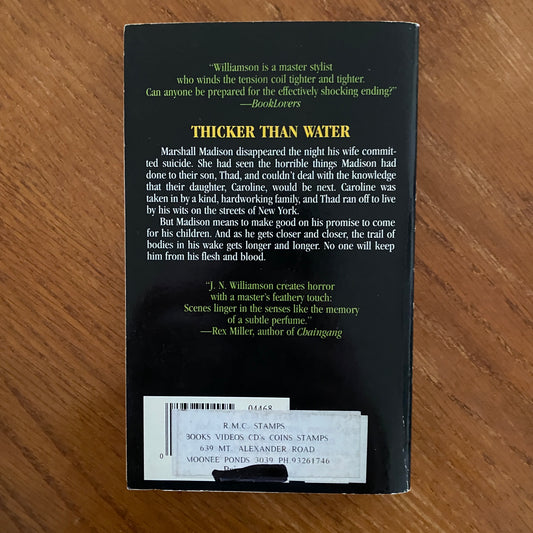 “Williamson is a master stylist
who winds the tension coil tighter and tighter.
Can anyone be prepared for the effectively shocking ending?”
—BookLovers
THICKER THAN WATER
Marshall Madison disappeared the night his wife commit-
ted suicide. She had seen the horrible things Madison had
done to their son, Thad, and couldn’t deal with the knowledge
that their daughter, Caroline, would be next. Caroline was
taken in by a kind, hardworking family, and Thad ran off to live
by his wits on the streets of New York.
But Madison means to make good on his promise to come
for his children. And as he gets closer and closer, the trail of
bodies in his wake gets longer and longer. No one will keep
him from his flesh and blood.
“J. N. Williamson creates horror
with a master’s feathery touch:
Scenes linger in the senses like the memory
of a subtle perfume.”
—Rex Miller, author of Chaingang
04468
R.M.C. STAMPS
BOOKS VIDEOS CD's COINS STAMPS
639 MT. ALEXANDER ROAD
MOONEE PONDS 3039 PH.93261746
0